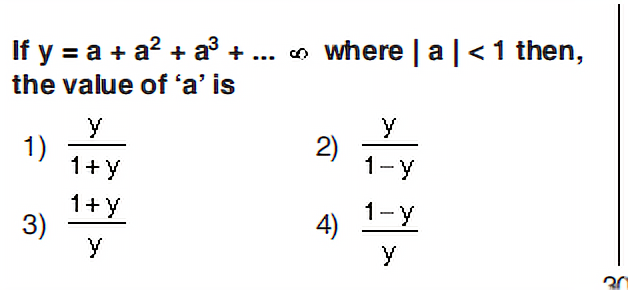 If y = a + a² + a³ + ... ∞ where | a | < 1 then,
the value of ‘a’ is
1) y/1+y 2) y/1−y
3) 1+y/y 4) 1−y/y